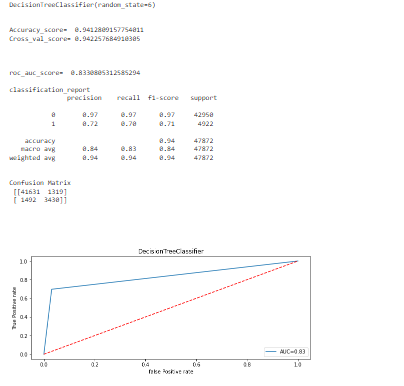 DecisionTreeClassifier(random_state=6)
Accuracy_score= 0.9412809157754011
Cross_val_score= 0.942257684910305
roc_auc_score= 0.8330805312585294
classification_report
precision recall f1-score support
0 0.97 0.97 0.97 42950
1 0.72 0.70 0.71 4922
accuracy 0.94 47872
macro avg 0.84 0.83 0.84 47872
weighted avg 0.94 0.94 0.94 47872
Confusion Matrix
[[41631 1319]
[ 1492 3430]]
DecisionTreeClassifier
1.0
0.8
0.6
0.4
0.2
0.0
True Positive rate
0.0 0.2 0.4 0.6 0.8 1.0
false Positive rate
AUC=0.83